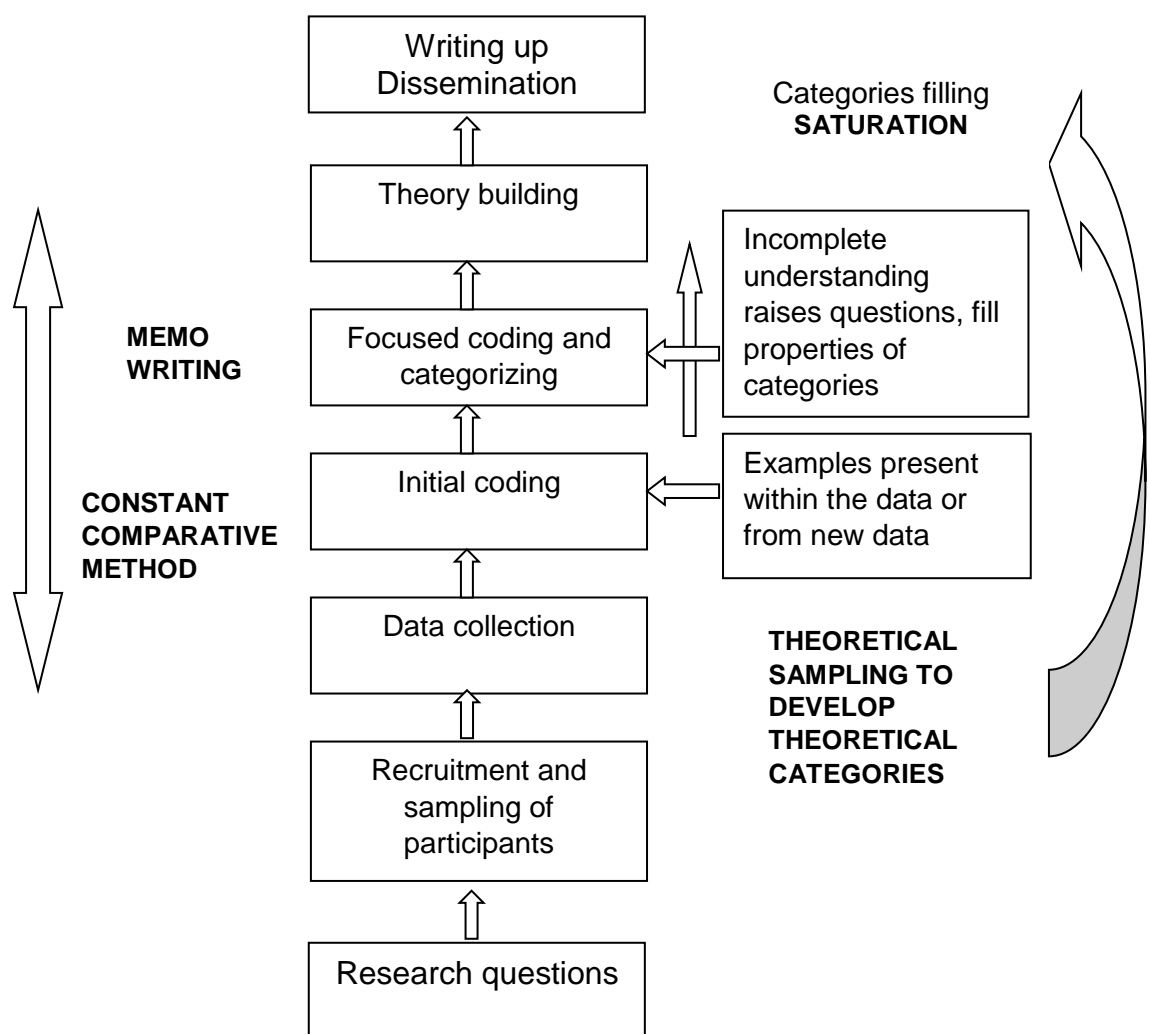 Writing up
Dissemination
Categories filling
SATURATION
Theory building
Incomplete
understanding
raises questions, fill
properties of
categories
MEMO
WRITING
Focused coding and
categorizing
Initial coding
Examples present
within the data or
from new data
CONSTANT
COMPARATIVE
METHOD
Data collection
THEORETICAL
SAMPLING TO
DEVELOP
THEORETICAL
CATEGORIES
Recruitment and
sampling of
participants
Research questions